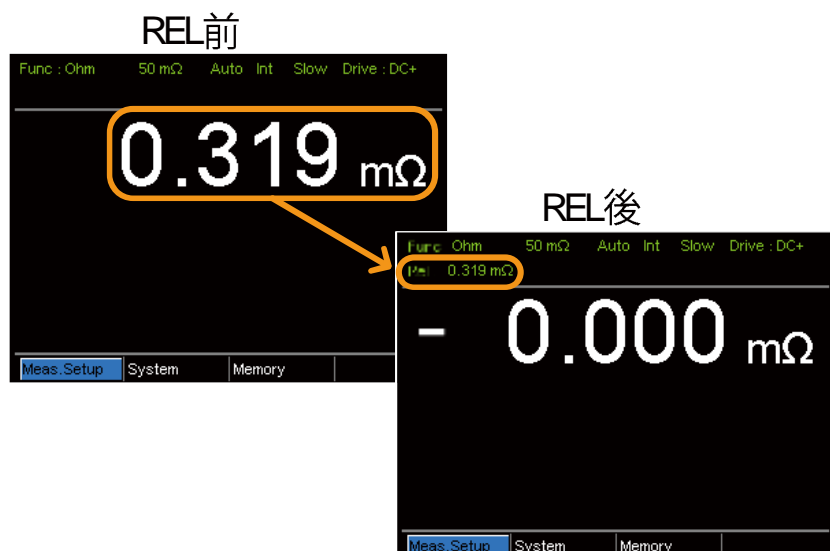 REL前
Func : Ohm 50 mΩ Auto Int Slow Drive : DC+
0.319 mΩ
Meas.Setup System Memory
REL後
Func Ohm 50 mΩ Auto Int Slow Drive : DC+
Rel 0.319 mΩ
- 0.000 mΩ
Meas.Setup System Memory